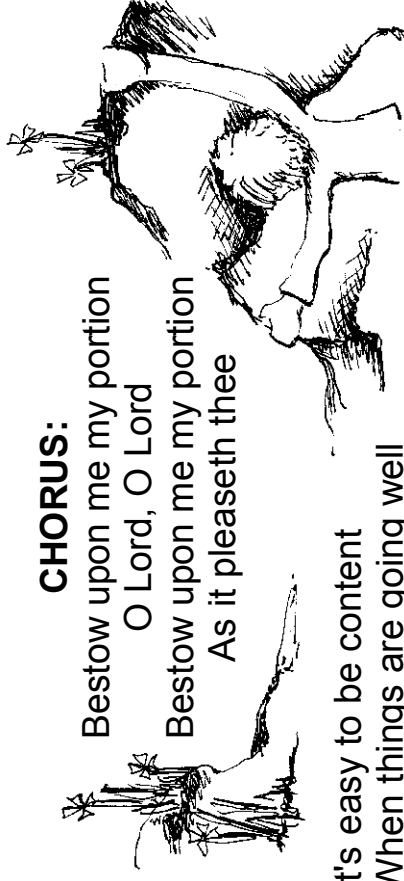 CHORUS:
Bestow upon me my portion
O Lord, O Lord
Bestow upon me my portion
As it pleaseth thee
t's easy to be content
When things are going well